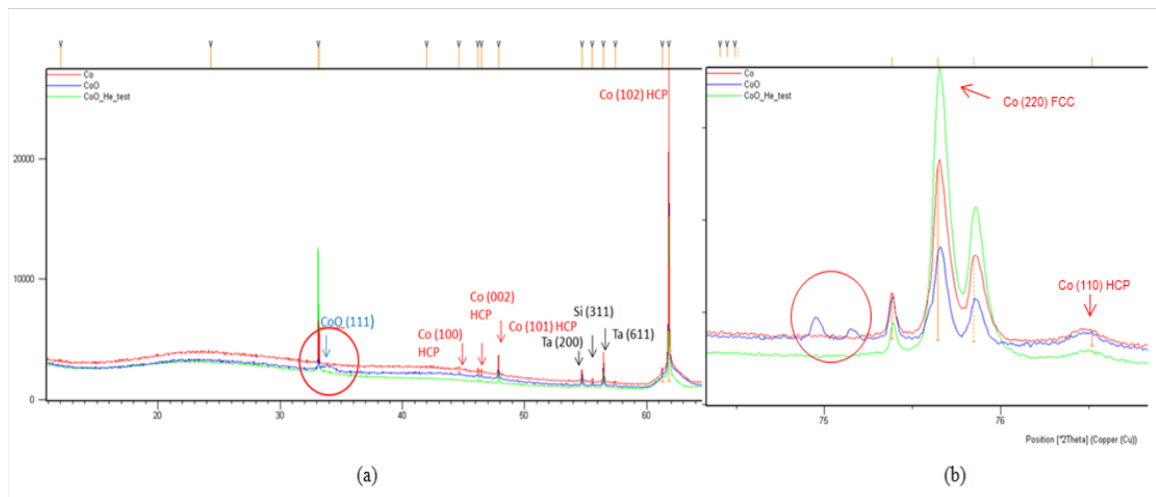 Co
CoO
CoO_He_test
20000
10000
0
Co (102) HCP
CoO (111)
Co (100)
HCP
Co (002)
HCP
Co (101) HCP
Si (311)
Ta (200)
Ta (611)
20
30
40
50
60
(a)
Co
CoO
CoO_He_test
Co (220) FCC
Co (110) HCP
75
76
Position [°2Theta] (Copper (Cu))
(b)